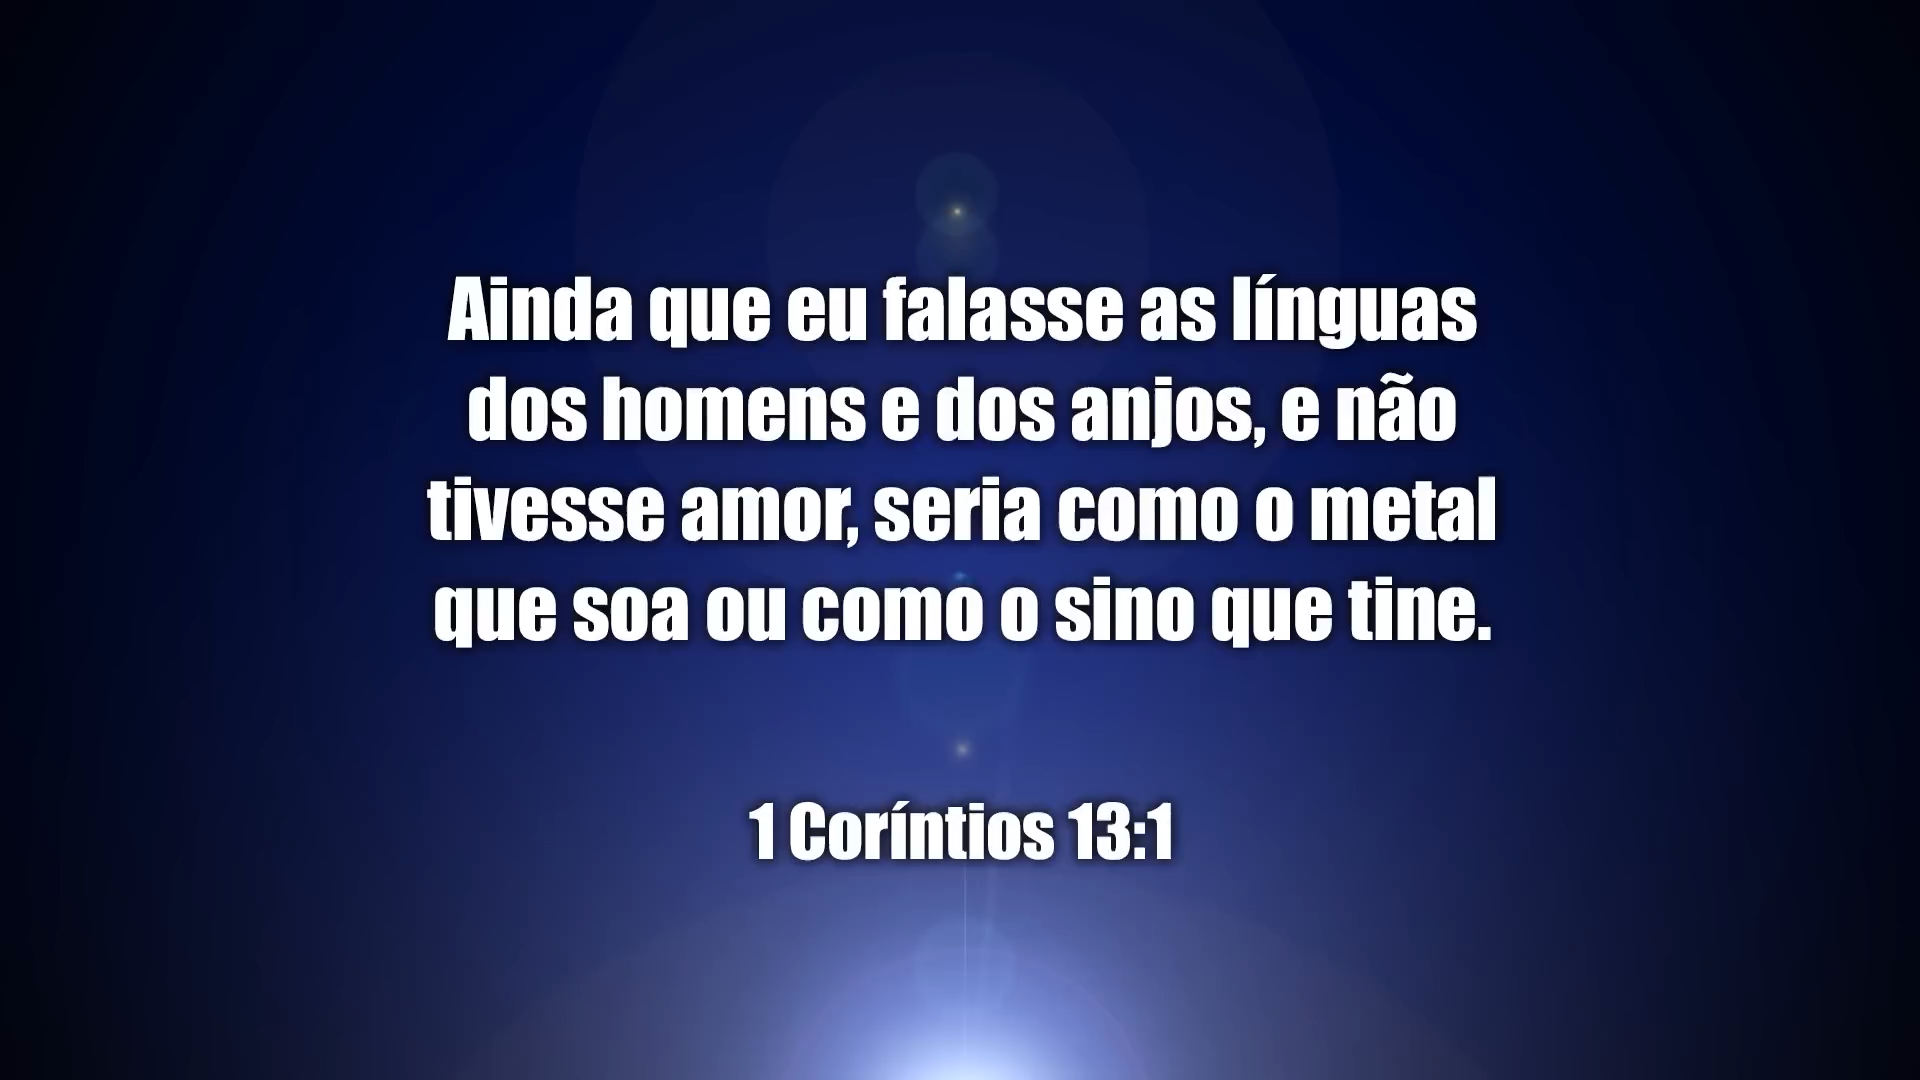 Ainda que eu falasse as línguas
dos homens e dos anjos, e não
tivesse amor, seria como o metal
que soa ou como o sino que tine.
1 Coríntios 13:1